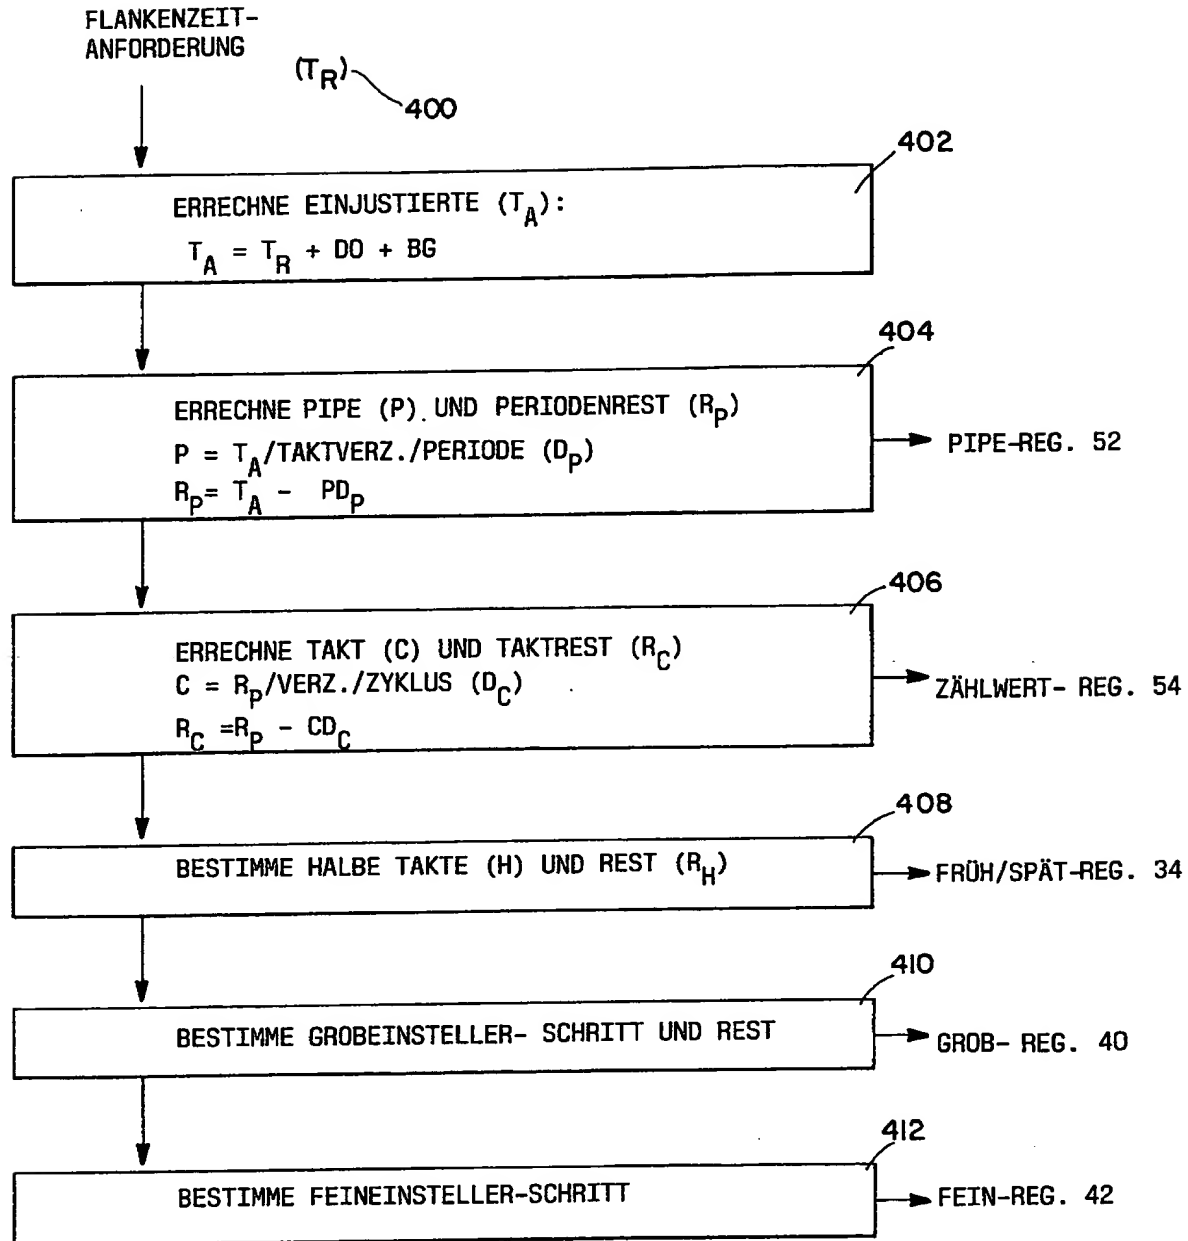 FLANKENZEIT-
ANFORDERUNG
(T_R)
400
402
ERRECHNE EINJUSTIERTE (T_A):
T_A = T_R + DO + BG
404
ERRECHNE PIPE (P). UND PERIODENREST (R_P)
P = T_A/TAKTVERZ./PERIODE (D_P)
R_P= T_A - PD_P
PIPE-REG. 52
406
ERRECHNE TAKT (C) UND TAKTREST (R_C)
C = R_P/VERZ./ZYKLUS (D_C)
R_C =R_P - CD_C
ZÄHLWERT- REG. 54
408
BESTIMME HALBE TAKTE (H) UND REST (R_H)
FRÜH/SPÄT-REG. 34
410
BESTIMME GROBEINSTELLER- SCHRITT UND REST
GROB- REG. 40
412
BESTIMME FEINEINSTELLER-SCHRITT
FEIN-REG. 42